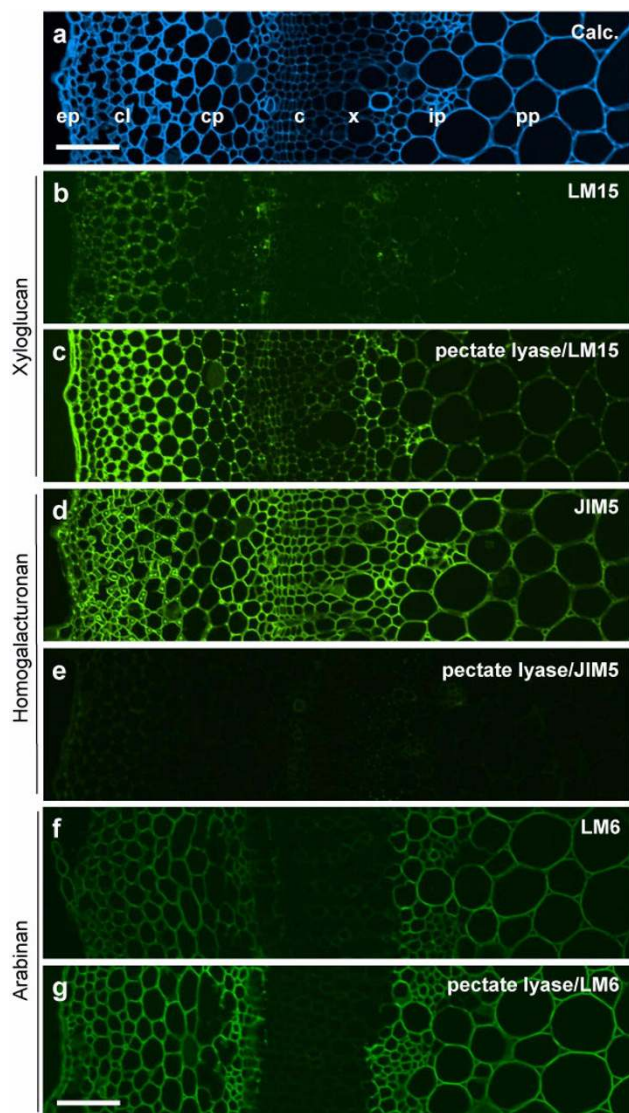 a
Calc.
ep cl cp c x ip pp
Xyloglucan
b
LM15
c
pectate lyase/LM15
Homogalacturonan
d
JIM5
e
pectate lyase/JIM5
Arabinan
f
LM6
g
pectate lyase/LM6